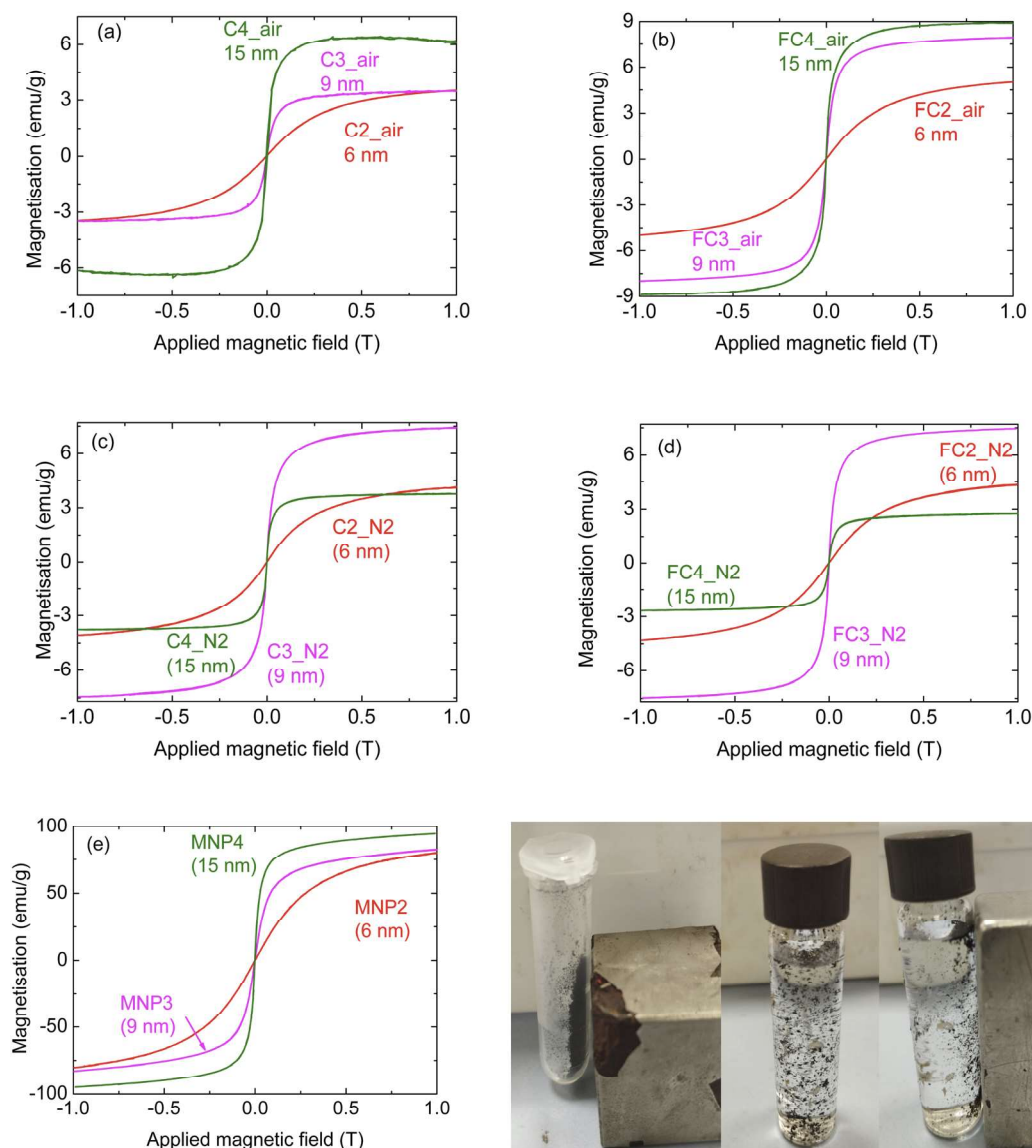 (a)
C4_air
15 nm
C3_air
9 nm
C2_air
6 nm
Magnetisation (emu/g)
6
3
0
-3
-6
-1.0 -0.5 0.0 0.5 1.0
Applied magnetic field (T)
(b)
FC4_air
15 nm
FC2_air
6 nm
FC3_air
9 nm
Magnetisation (emu/g)
9
6
3
0
-3
-6
-9
-1.0 -0.5 0.0 0.5 1.0
Applied magnetic field (T)
(c)
C2_N2
(6 nm)
C4_N2
(15 nm)
C3_N2
(9 nm)
Magnetisation (emu/g)
6
3
0
-3
-6
-1.0 -0.5 0.0 0.5 1.0
Applied magnetic field (T)
(d)
FC2_N2
(6 nm)
FC4_N2
(15 nm)
FC3_N2
(9 nm)
Magnetisation (emu/g)
6
3
0
-3
-6
-1.0 -0.5 0.0 0.5 1.0
Applied magnetic field (T)
(e)
MNP4
(15 nm)
MNP2
(6 nm)
MNP3
(9 nm)
Magnetisation (emu/g)
100
50
0
-50
-100
-1.0 -0.5 0.0 0.5 1.0
Applied magnetic field (T)